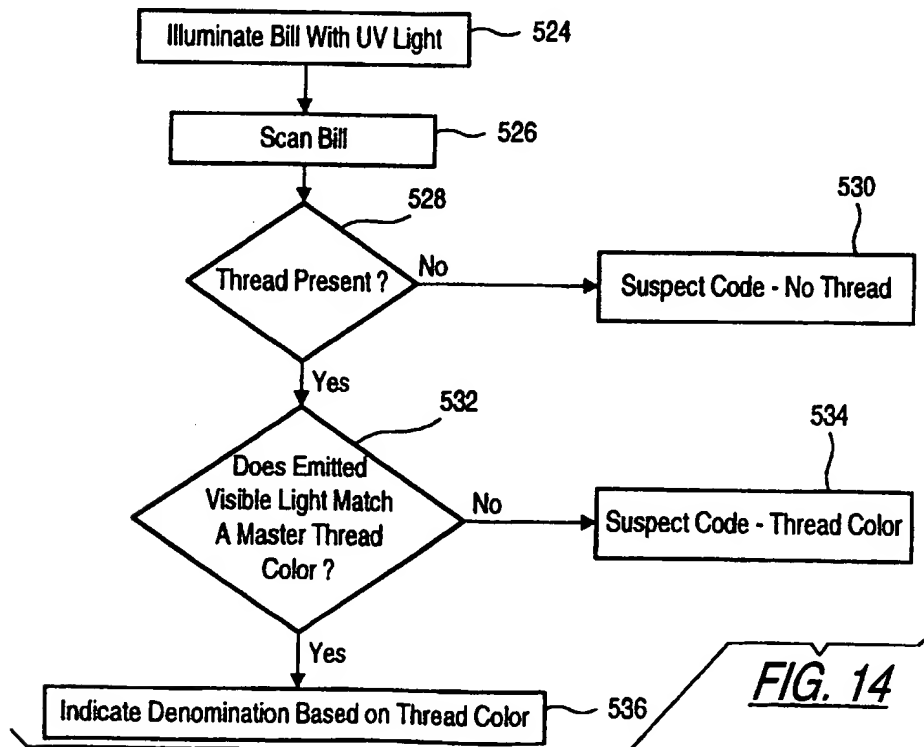 Illuminate Bill With UV Light
524
Scan Bill
526
528
Thread Present ?
No
530
Suspect Code - No Thread
Yes
532
Does Emitted
Visible Light Match
A Master Thread
Color ?
No
534
Suspect Code - Thread Color
Yes
Indicate Denomination Based on Thread Color
536
FIG. 14